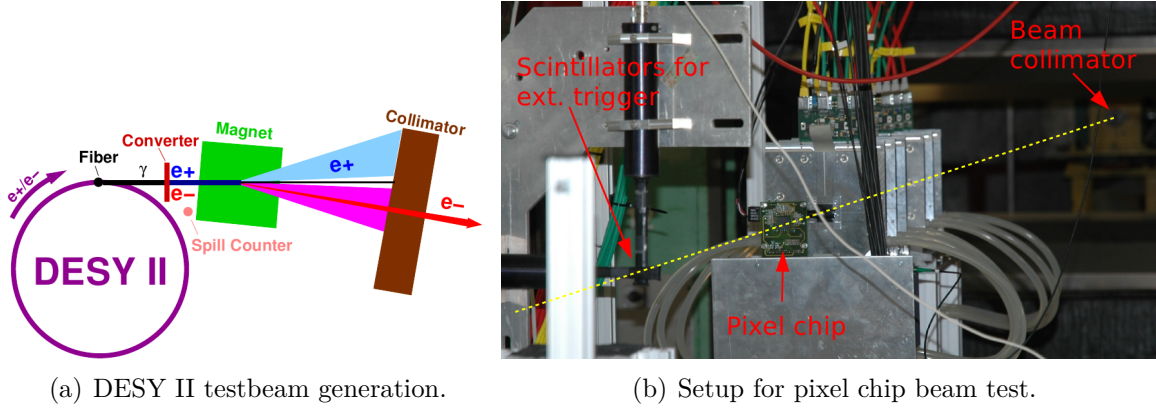 Collimator
Magnet
Converter
Fiber
γ
e+
e−
e+
e−
e+/e−
Spill Counter
DESY II
Scintillators for
ext. trigger
Beam
collimator
Pixel chip
(a) DESY II testbeam generation.
(b) Setup for pixel chip beam test.